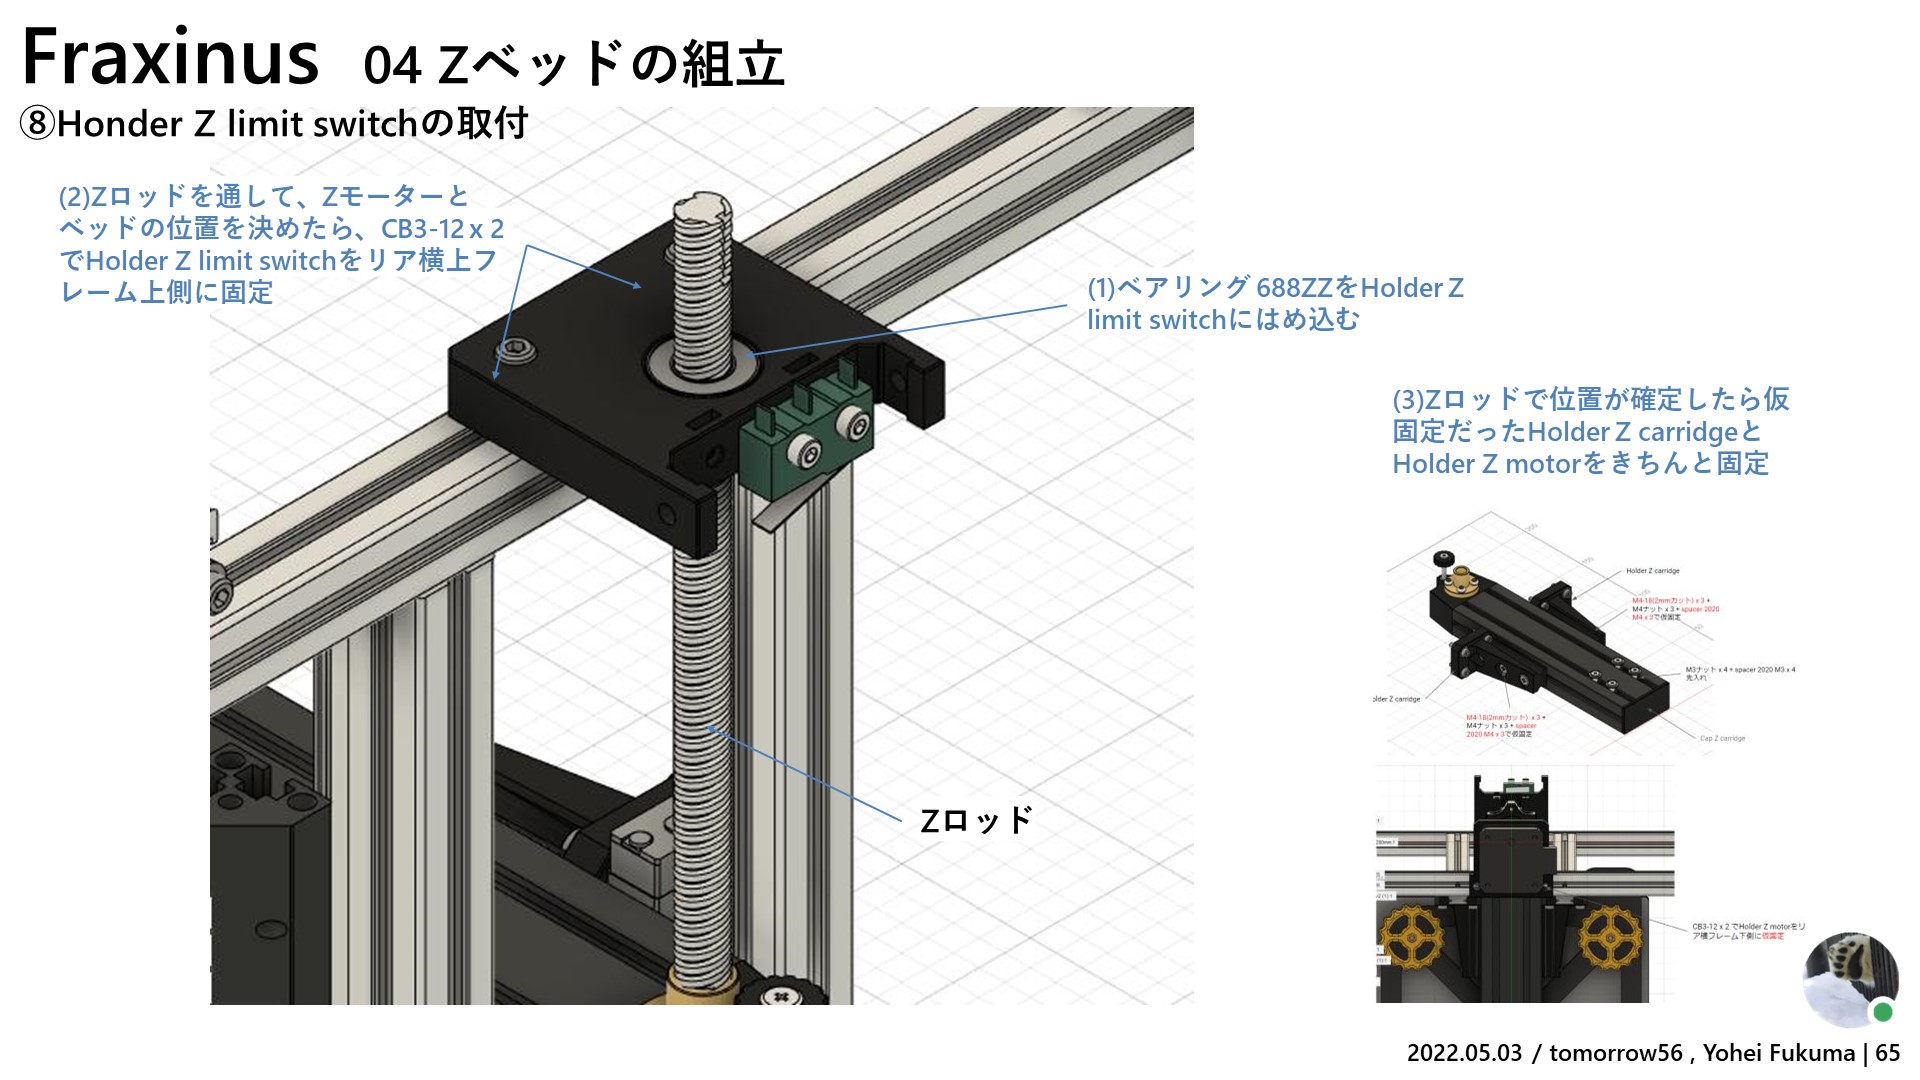 Fraxinus 04 Zベッドの組立
⑧Honder Z limit switchの取付
(2)Zロッドを通して、Zモーターと
ベッドの位置を決めたら、CB3-12 x 2
でHolder Z limit switchをリア横上フ
レーム上側に固定
(1)ベアリング 688ZZをHolder Z
limit switchにはめ込む
(3)Zロッドで位置が確定したら仮
固定だったHolder Z carridgeと
Holder Z motorをきちんと固定
Holder Z carridge
M4-18(2mmカット) x 3 +
M4ナット x 3 + spacer 2020
M4 x 3で仮固定
M3ナット x 4 + spacer 2020 M3 x 4
先入れ
older Z carridge
M4-18(2mmカット) x 3 +
M4ナット x 3 + spacer
2020 M4 x 3で仮固定
Cap Z carridge
Zロッド
CB3-12 x 2 でHolder Z motorをリ
ア横フレーム下側に仮固定
2022.05.03 / tomorrow56 , Yohei Fukuma | 65